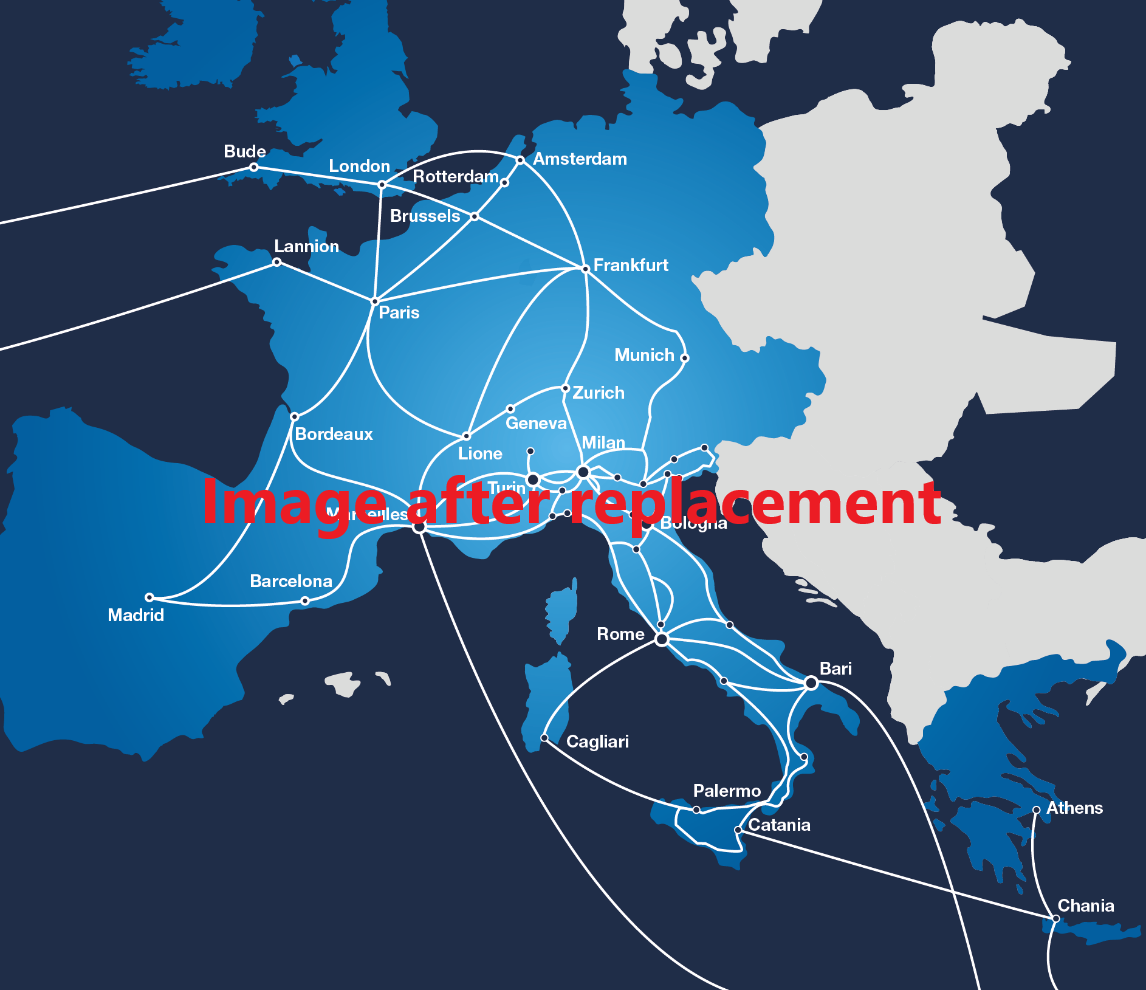 Bude
London
Amsterdam
Rotterdam
Brussels
Lannion
Frankfurt
Paris
Munich
Zurich
Geneva
Bordeaux
Milan
Lione
Turin
Image after replacement
Marseilles
Bologna
Barcelona
Madrid
Rome
Bari
Cagliari
Palermo
Catania
Athens
Chania